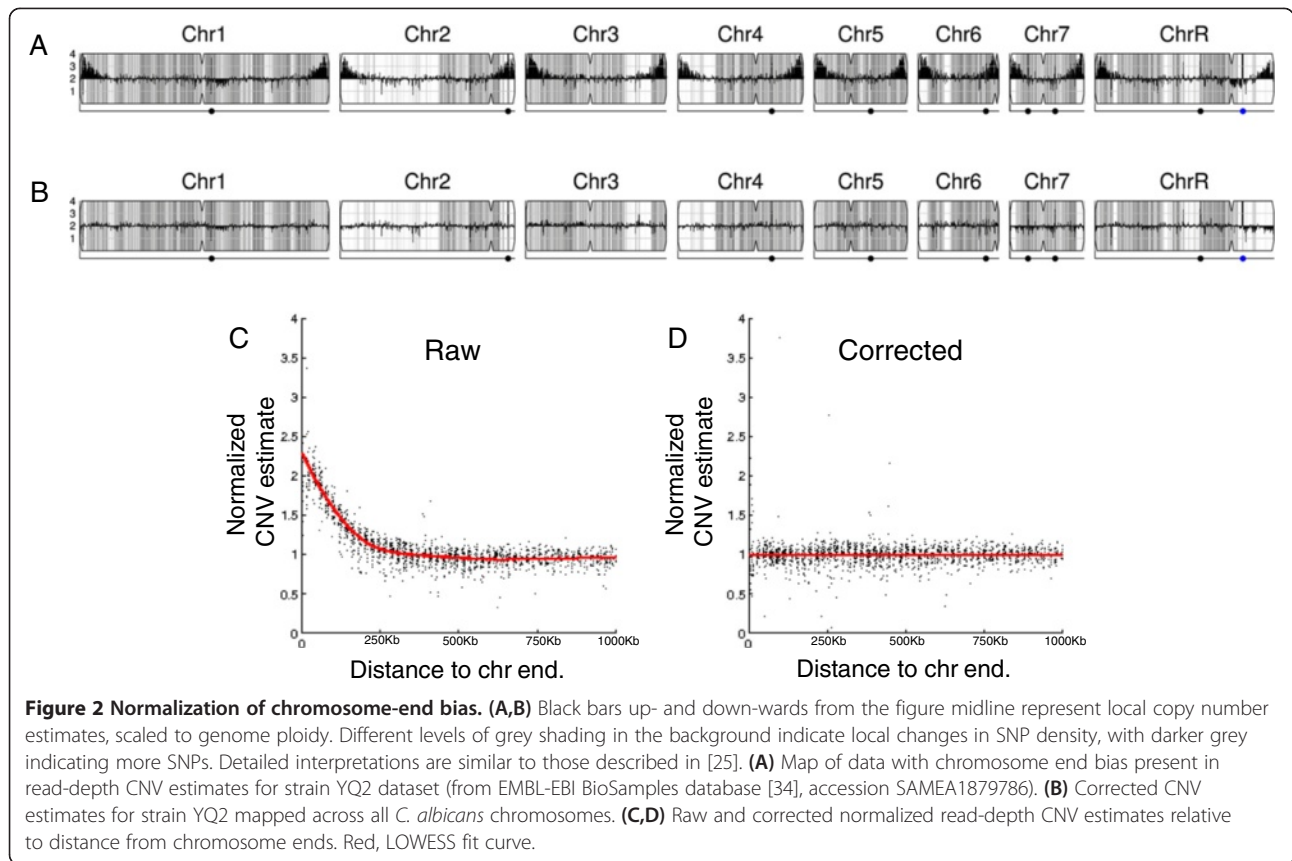 A
Chr1 Chr2 Chr3 Chr4 Chr5 Chr6 Chr7 ChrR
4
3
2
1
B
Chr1 Chr2 Chr3 Chr4 Chr5 Chr6 Chr7 ChrR
4
3
2
1
C
Raw
Normalized
CNV estimate
4
3.5
3
2.5
2
1.5
1
0.5
0
0 250Kb 500Kb 750Kb 1000Kb
Distance to chr end.
D
Corrected
Normalized
CNV estimate
4
3.5
3
2.5
2
1.5
1
0.5
0
0 250Kb 500Kb 750Kb 1000Kb
Distance to chr end.
Figure 2 Normalization of chromosome-end bias. (A,B) Black bars up- and down-wards from the figure midline represent local copy number
estimates, scaled to genome ploidy. Different levels of grey shading in the background indicate local changes in SNP density, with darker grey
indicating more SNPs. Detailed interpretations are similar to those described in [25]. (A) Map of data with chromosome end bias present in
read-depth CNV estimates for strain YQ2 dataset (from EMBL-EBI BioSamples database [34], accession SAMEA1879786). (B) Corrected CNV
estimates for strain YQ2 mapped across all C. albicans chromosomes. (C,D) Raw and corrected normalized read-depth CNV estimates relative
to distance from chromosome ends. Red, LOWESS fit curve.